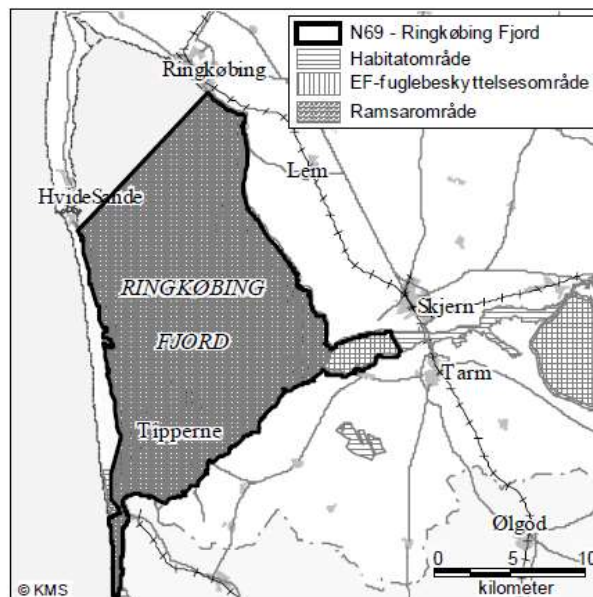 N69 - Ringkøbing Fjord
Habitatområde
EF-fuglebeskyttelsesområde
Ramsarområde
Ringkøbing
Lem
HvideSande
RINGKØBING
FJORD
Skjern
Tarm
Tipperne
Ølgod
0 5 10
kilometer
© KMS